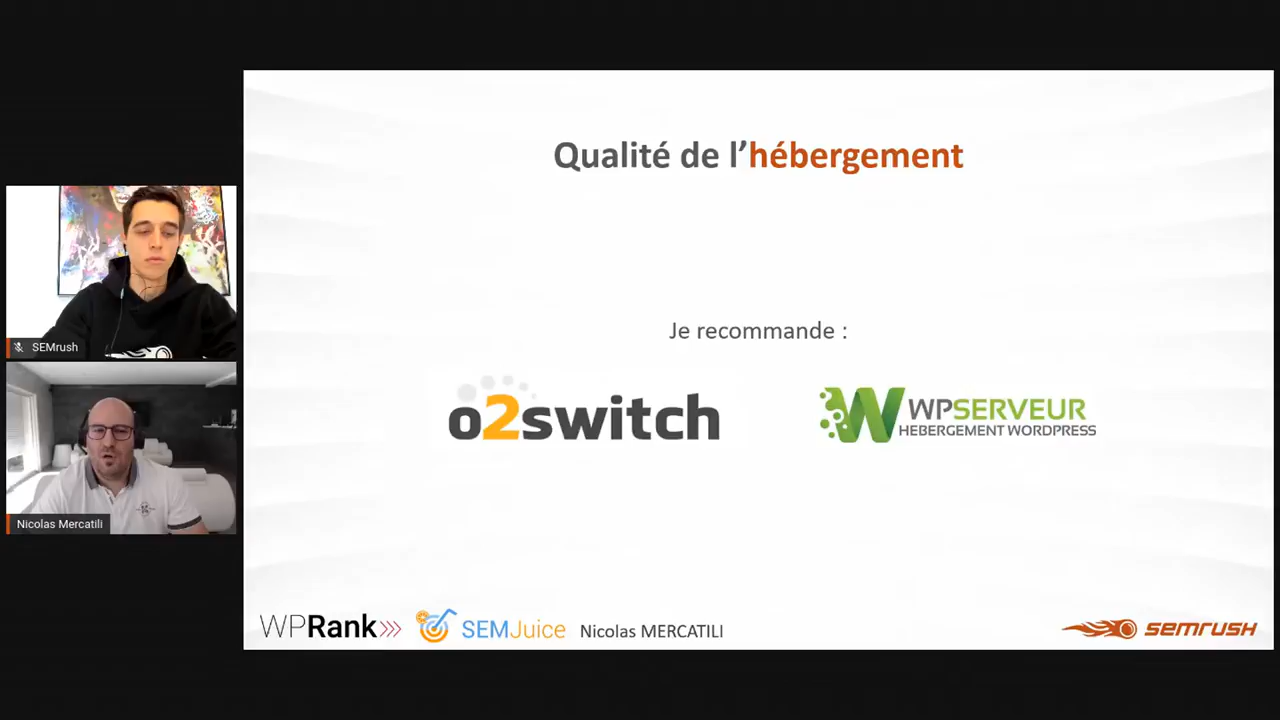 Qualité de l'hébergement
Je recommande :
o2switch
WPSERVEUR
HEBERGEMENT WORDPRESS
SEMrush
Nicolas Mercatili
WPRank
SEMJuice
Nicolas MERCATILI
semrush